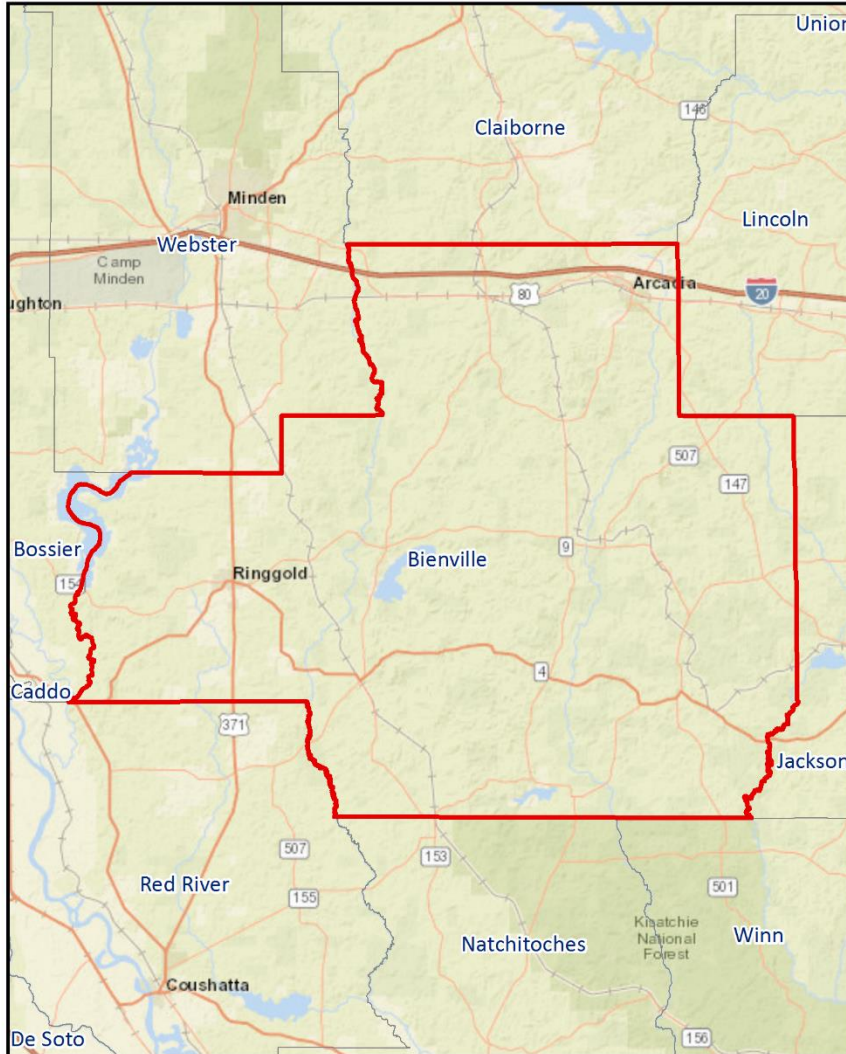 Union
146
Claiborne
Minden
Lincoln
Webster
Camp
Minden
Arcadia
ughton
80
20
507
147
Bossier
9
Bienville
Ringgold
154
4
Caddo
371
Jackson
507
153
Red River
155
501
Kisatchie
National
Forest
Winn
Natchitoches
Coushatta
De Soto
156